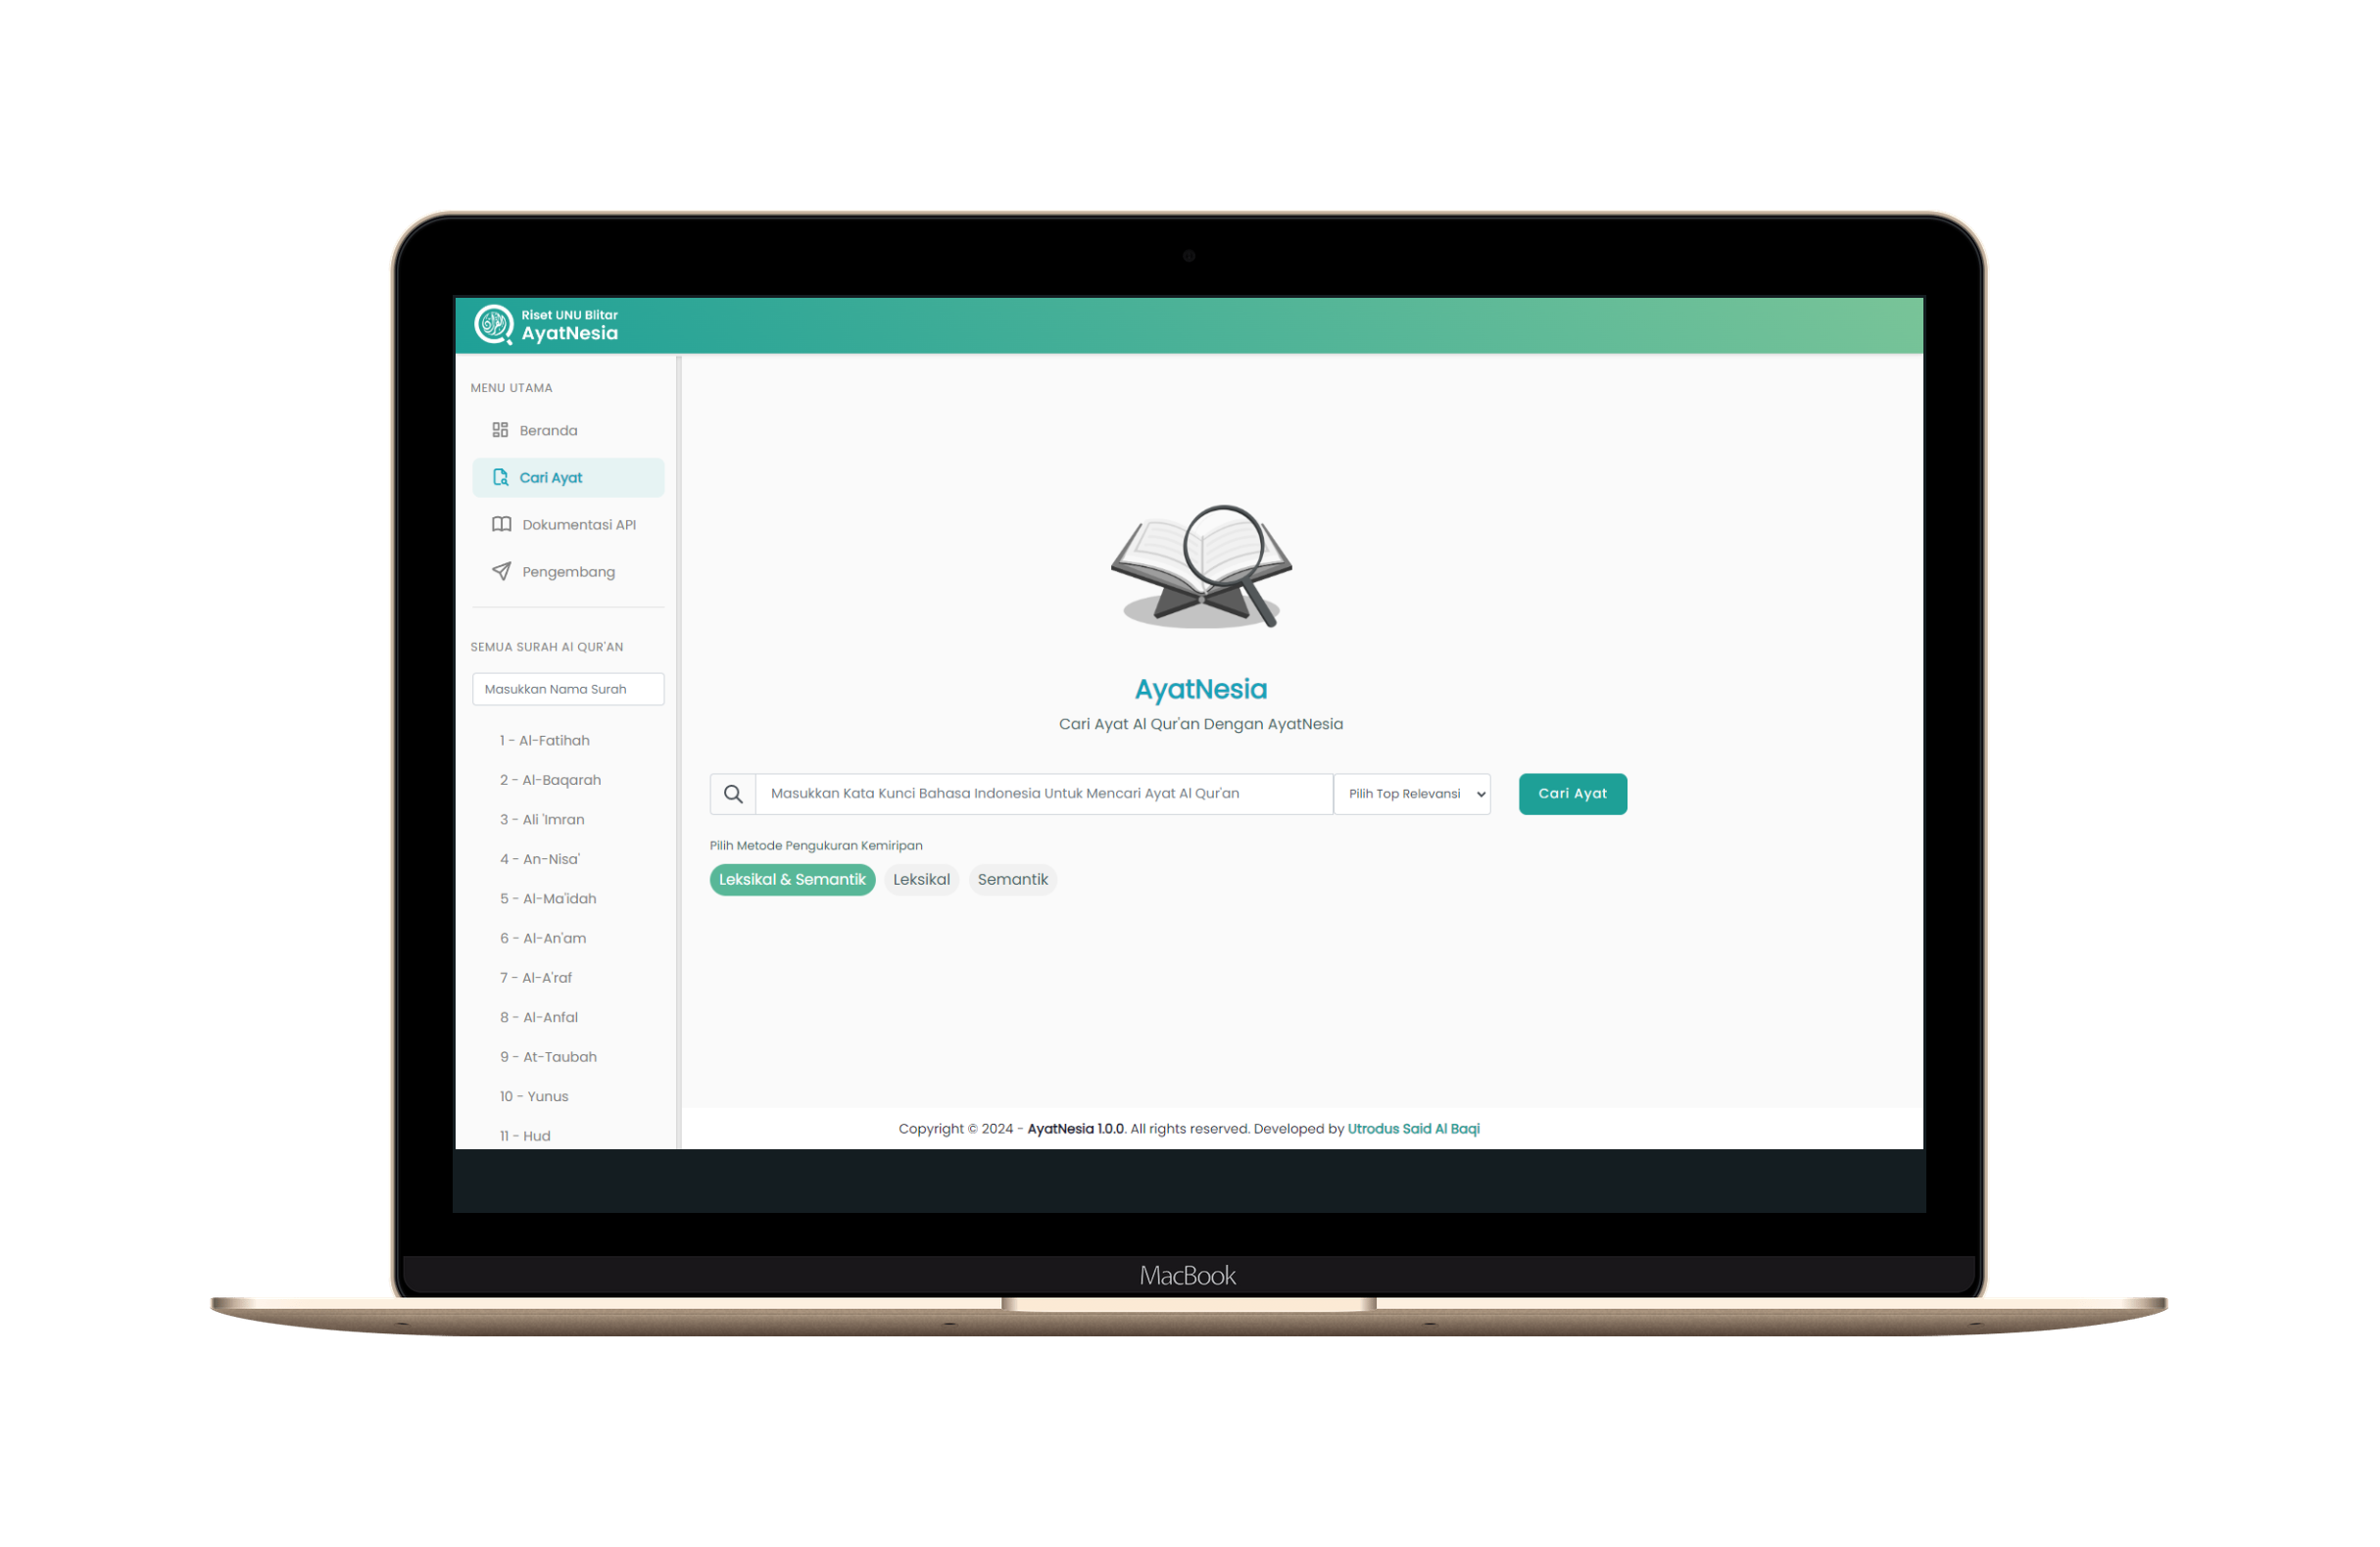 Riset UNU Blitar
AyatNesia
MENU UTAMA
Beranda
Cari Ayat
Dokumentasi API
Pengembang
SEMUA SURAH Al QUR'AN
Masukkan Nama Surah
1 - Al-Fatihah
2 - Al-Baqarah
3 - Ali 'Imran
4 - An-Nisa'
5 - Al-Ma'idah
6 - Al-An'am
7 - Al-A'raf
8 - Al-Anfal
9 - At-Taubah
10 - Yunus
11 - Hud
AyatNesia
Cari Ayat Al Qur'an Dengan AyatNesia
Masukkan Kata Kunci Bahasa Indonesia Untuk Mencari Ayat Al Qur'an
Pilih Top Relevansi
Cari Ayat
Pilih Metode Pengukuran Kemiripan
Leksikal & Semantik
Leksikal
Semantik
Copyright © 2024 - AyatNesia 1.0.0. All rights reserved. Developed by Utrodus Said Al Baqi
MacBook